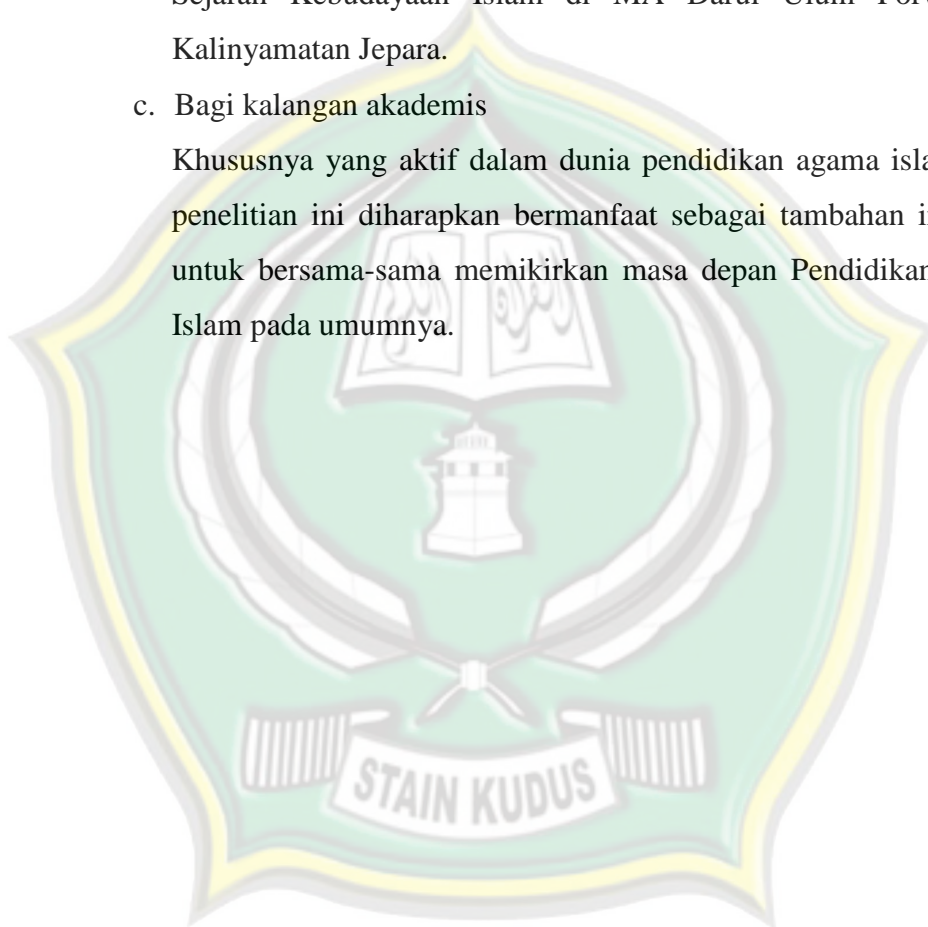 Sejarah Kebudayaan Islam di MA Darul Ulum
Kalinyamatan Jepara.
c. Bagi kalangan akademis
Khususnya yang aktif dalam dunia pendidikan agama isla
penelitian ini diharapkan bermanfaat sebagai tambahan
untuk bersama-sama memikirkan masa depan Pendidikan
Islam pada umumnya.
STAIN KUDUS